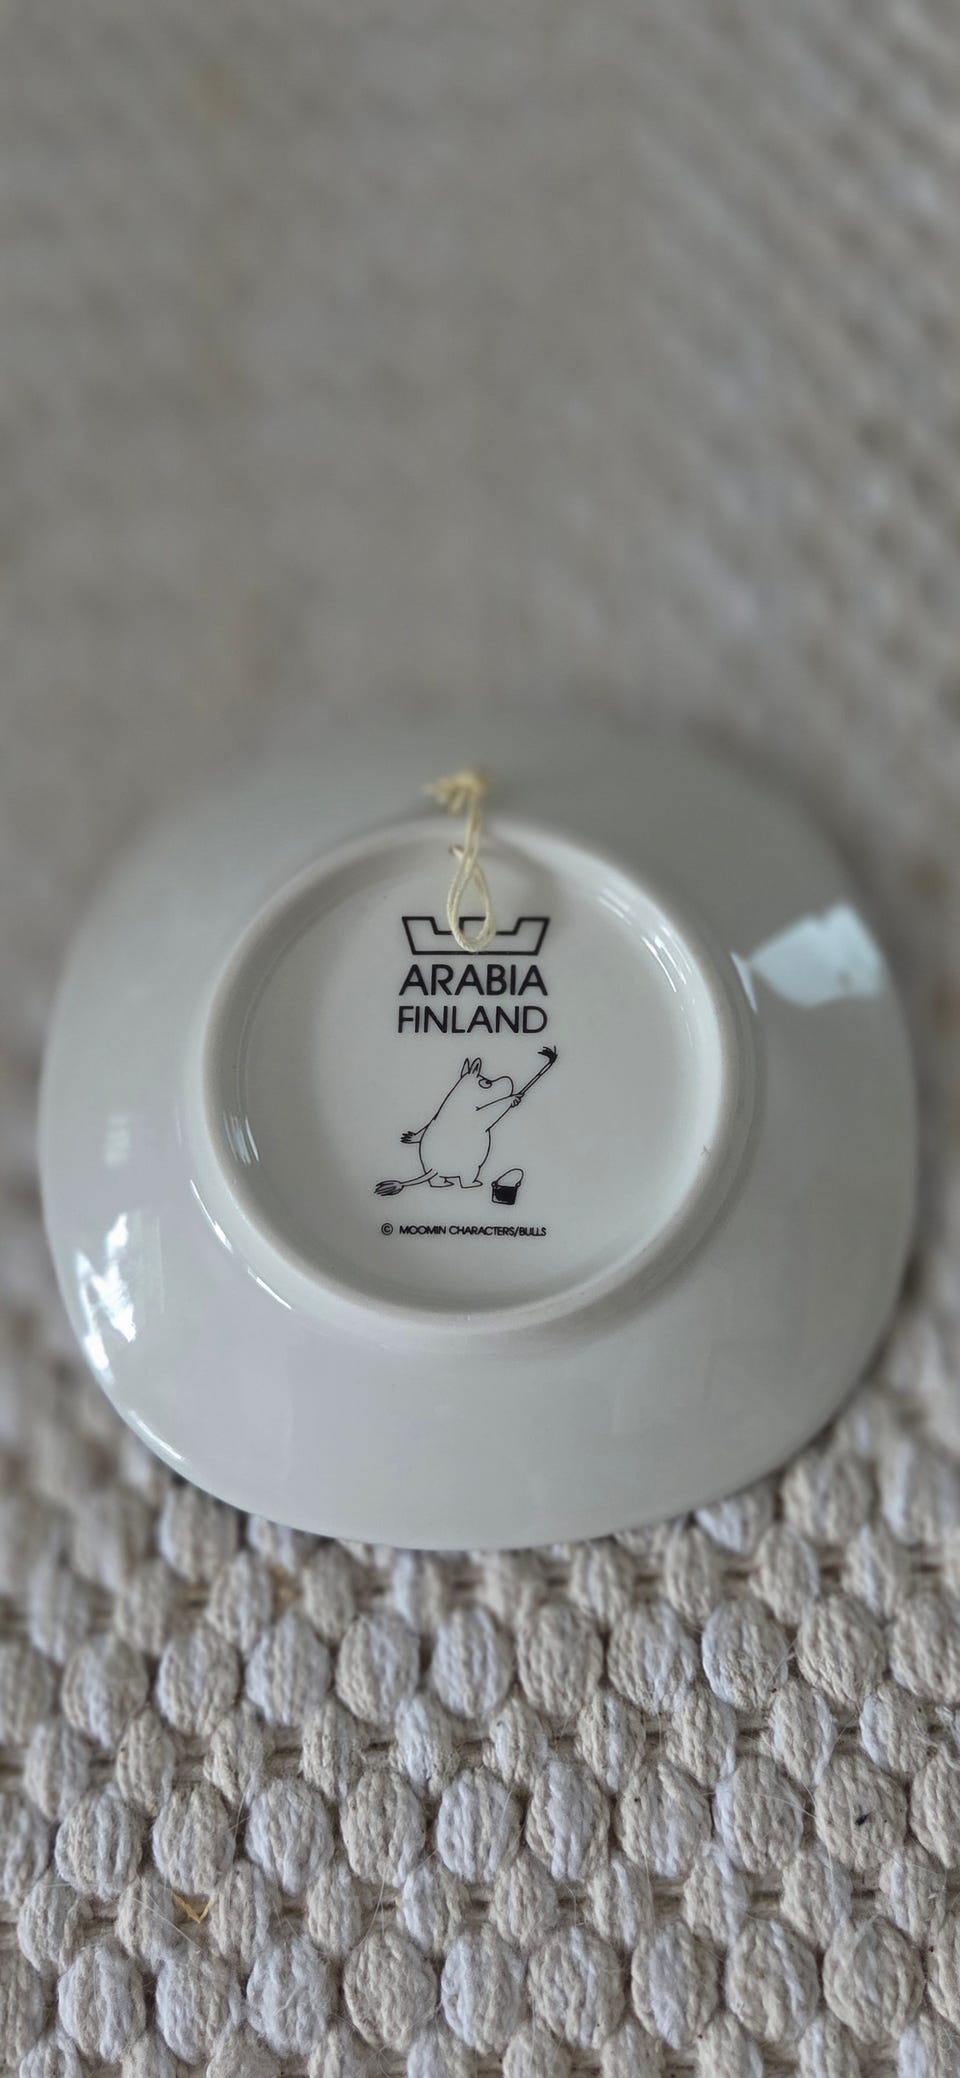 ARABIA
FINLAND
© MOOMIN CHARACTERS/BULLS